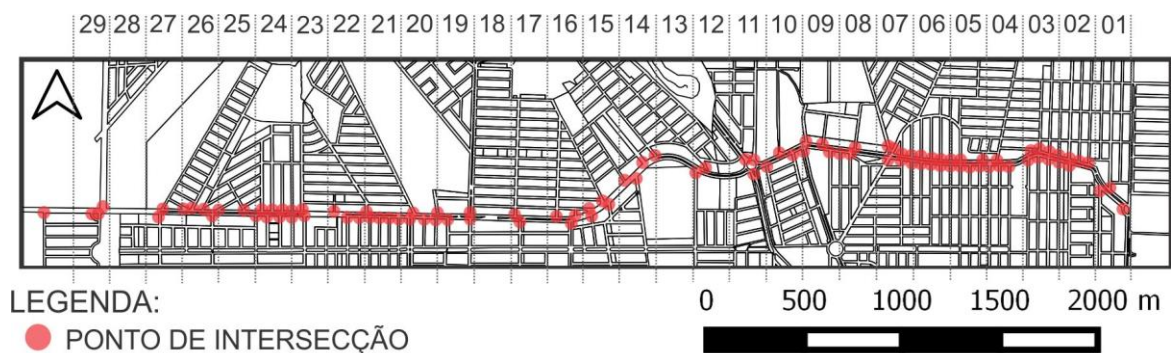 29 28 27 26 25 24 23 22 21 20 19 18 17 16 15 14 13 12 11 10 09 08 07 06 05 04 03 02 01
LEGENDA:
0 500 1000 1500 2000 m
PONTO DE INTERSECÇÃO